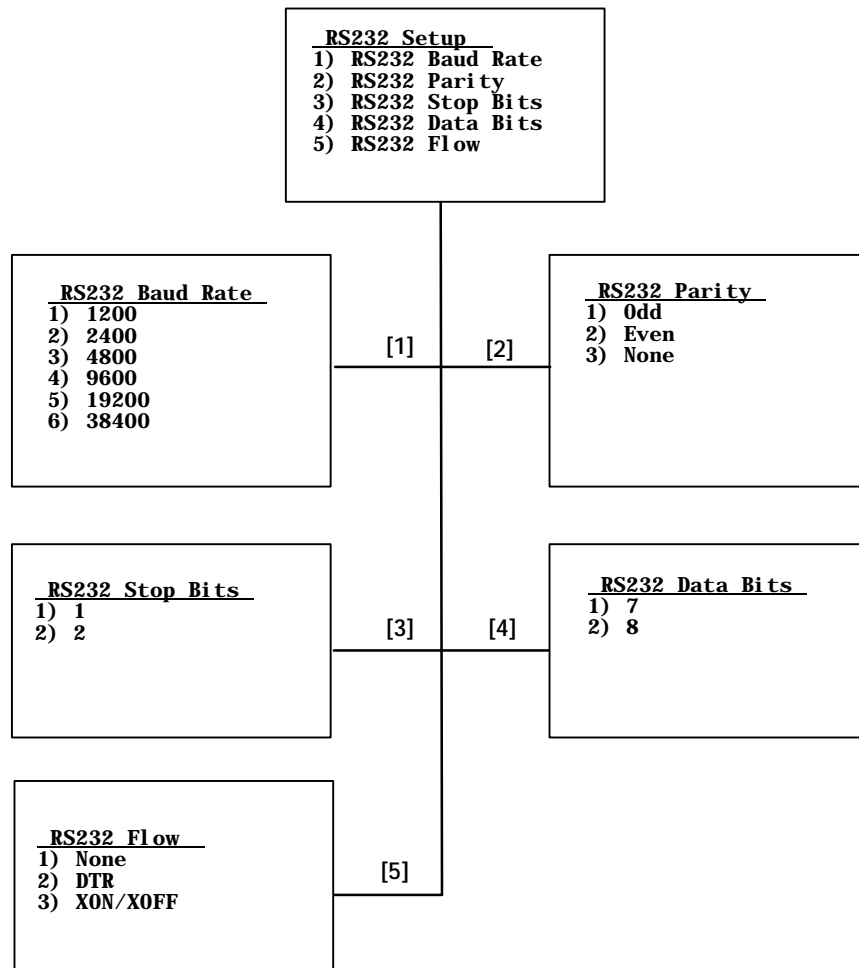 RS232 Setup
1) RS232 Baud Rate
2) RS232 Parity
3) RS232 Stop Bits
4) RS232 Data Bits
5) RS232 Flow
RS232 Baud Rate
1) 1200
2) 2400
3) 4800
4) 9600
5) 19200
6) 38400
[1]
[2]
RS232 Parity
1) Odd
2) Even
3) None
RS232 Stop Bits
1) 1
2) 2
[3]
[4]
RS232 Data Bits
1) 7
2) 8
RS232 Flow
1) None
2) DTR
3) XON/XOFF
[5]